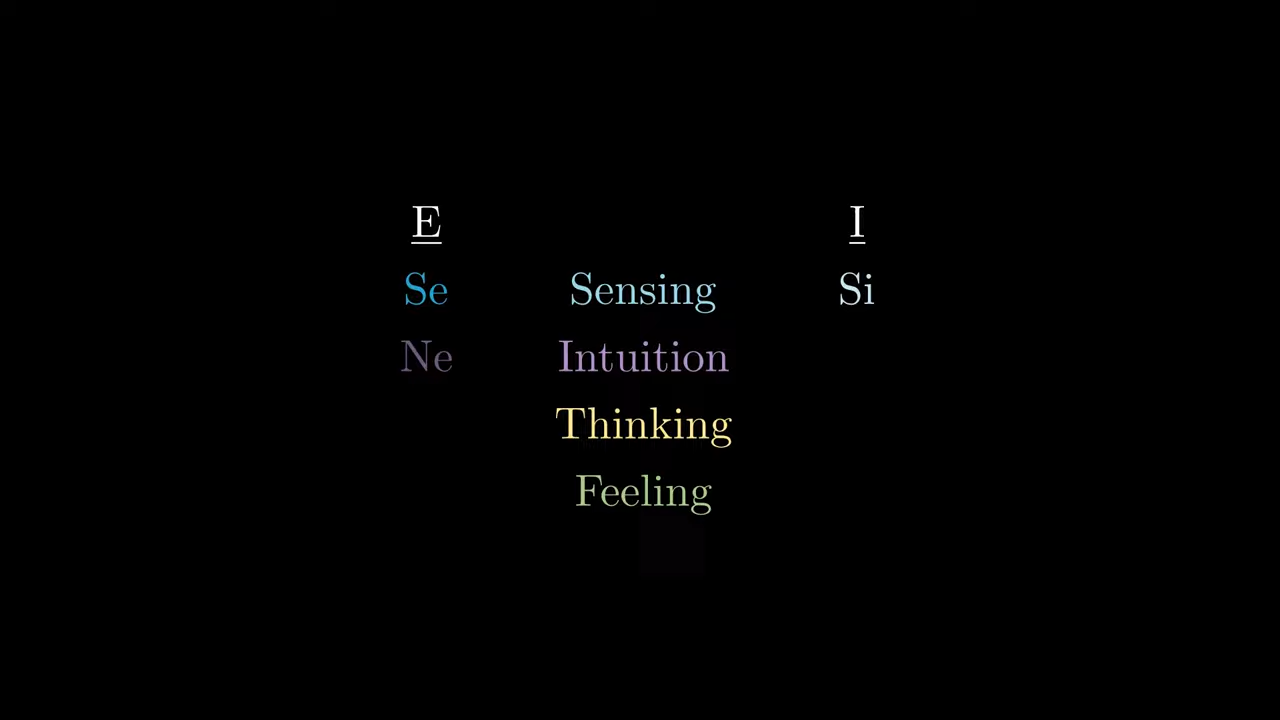 E I
Se Sensing Si
Ne Intuition
Thinking
Feeling